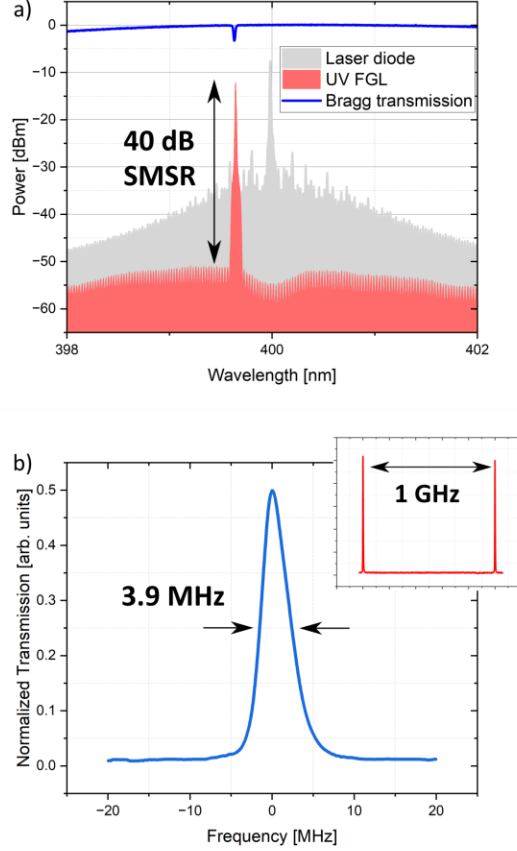 a)
0
−10
−20
−30
−40
−50
−60
Power [dBm]
Laser diode
UV FGL
Bragg transmission
40 dB
SMSR
398
400
402
Wavelength [nm]
b)
0.5
0.4
0.3
0.2
0.1
0.0
Normalized Transmission [arb. units]
1 GHz
3.9 MHz
−20
−10
0
10
20
Frequency [MHz]